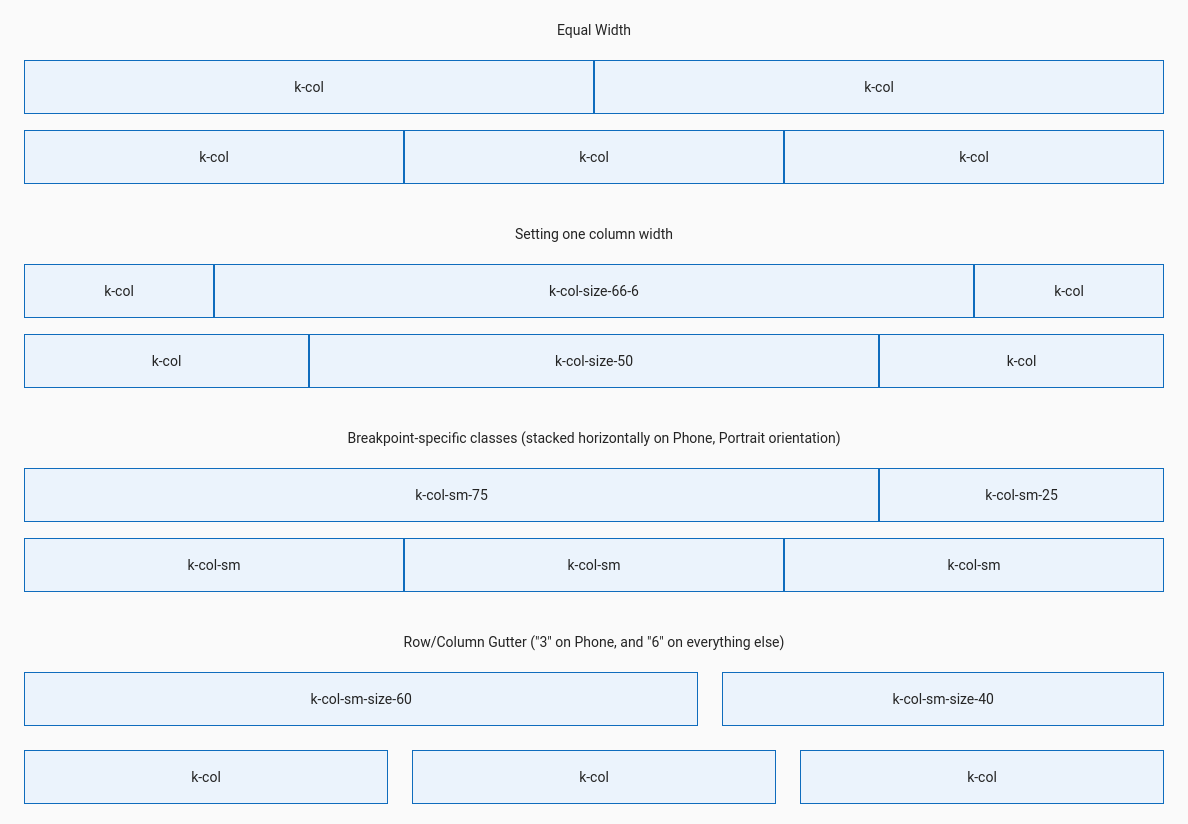 Equal Width
k-col k-col
k-col k-col k-col
Setting one column width
k-col k-col-size-66-6 k-col
k-col k-col-size-50 k-col
Breakpoint-specific classes (stacked horizontally on Phone, Portrait orientation)
k-col-sm-75 k-col-sm-25
k-col-sm k-col-sm k-col-sm
Row/Column Gutter ("3" on Phone, and "6" on everything else)
k-col-sm-size-60 k-col-sm-size-40
k-col k-col k-col